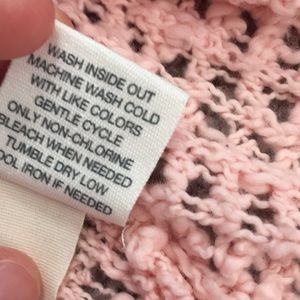 WASH INSIDE OUT
MACHINE WASH COLD
WITH LIKE COLORS
GENTLE CYCLE
ONLY NON-CHLORINE
BLEACH WHEN NEEDED
TUMBLE DRY LOW
OOL IRON IF NEEDED